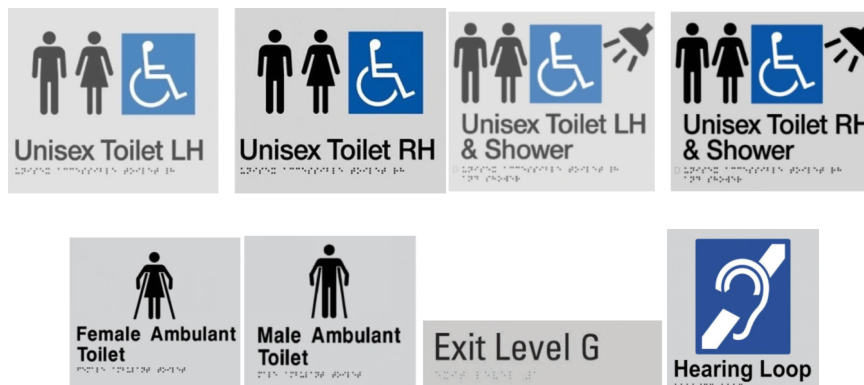 Unisex Toilet LH
Unisex Toilet RH
Unisex Toilet LH
& Shower
Unisex Toilet RH
& Shower
Female Ambulant
Toilet
Male Ambulant
Toilet
Exit Level G
Hearing Loop